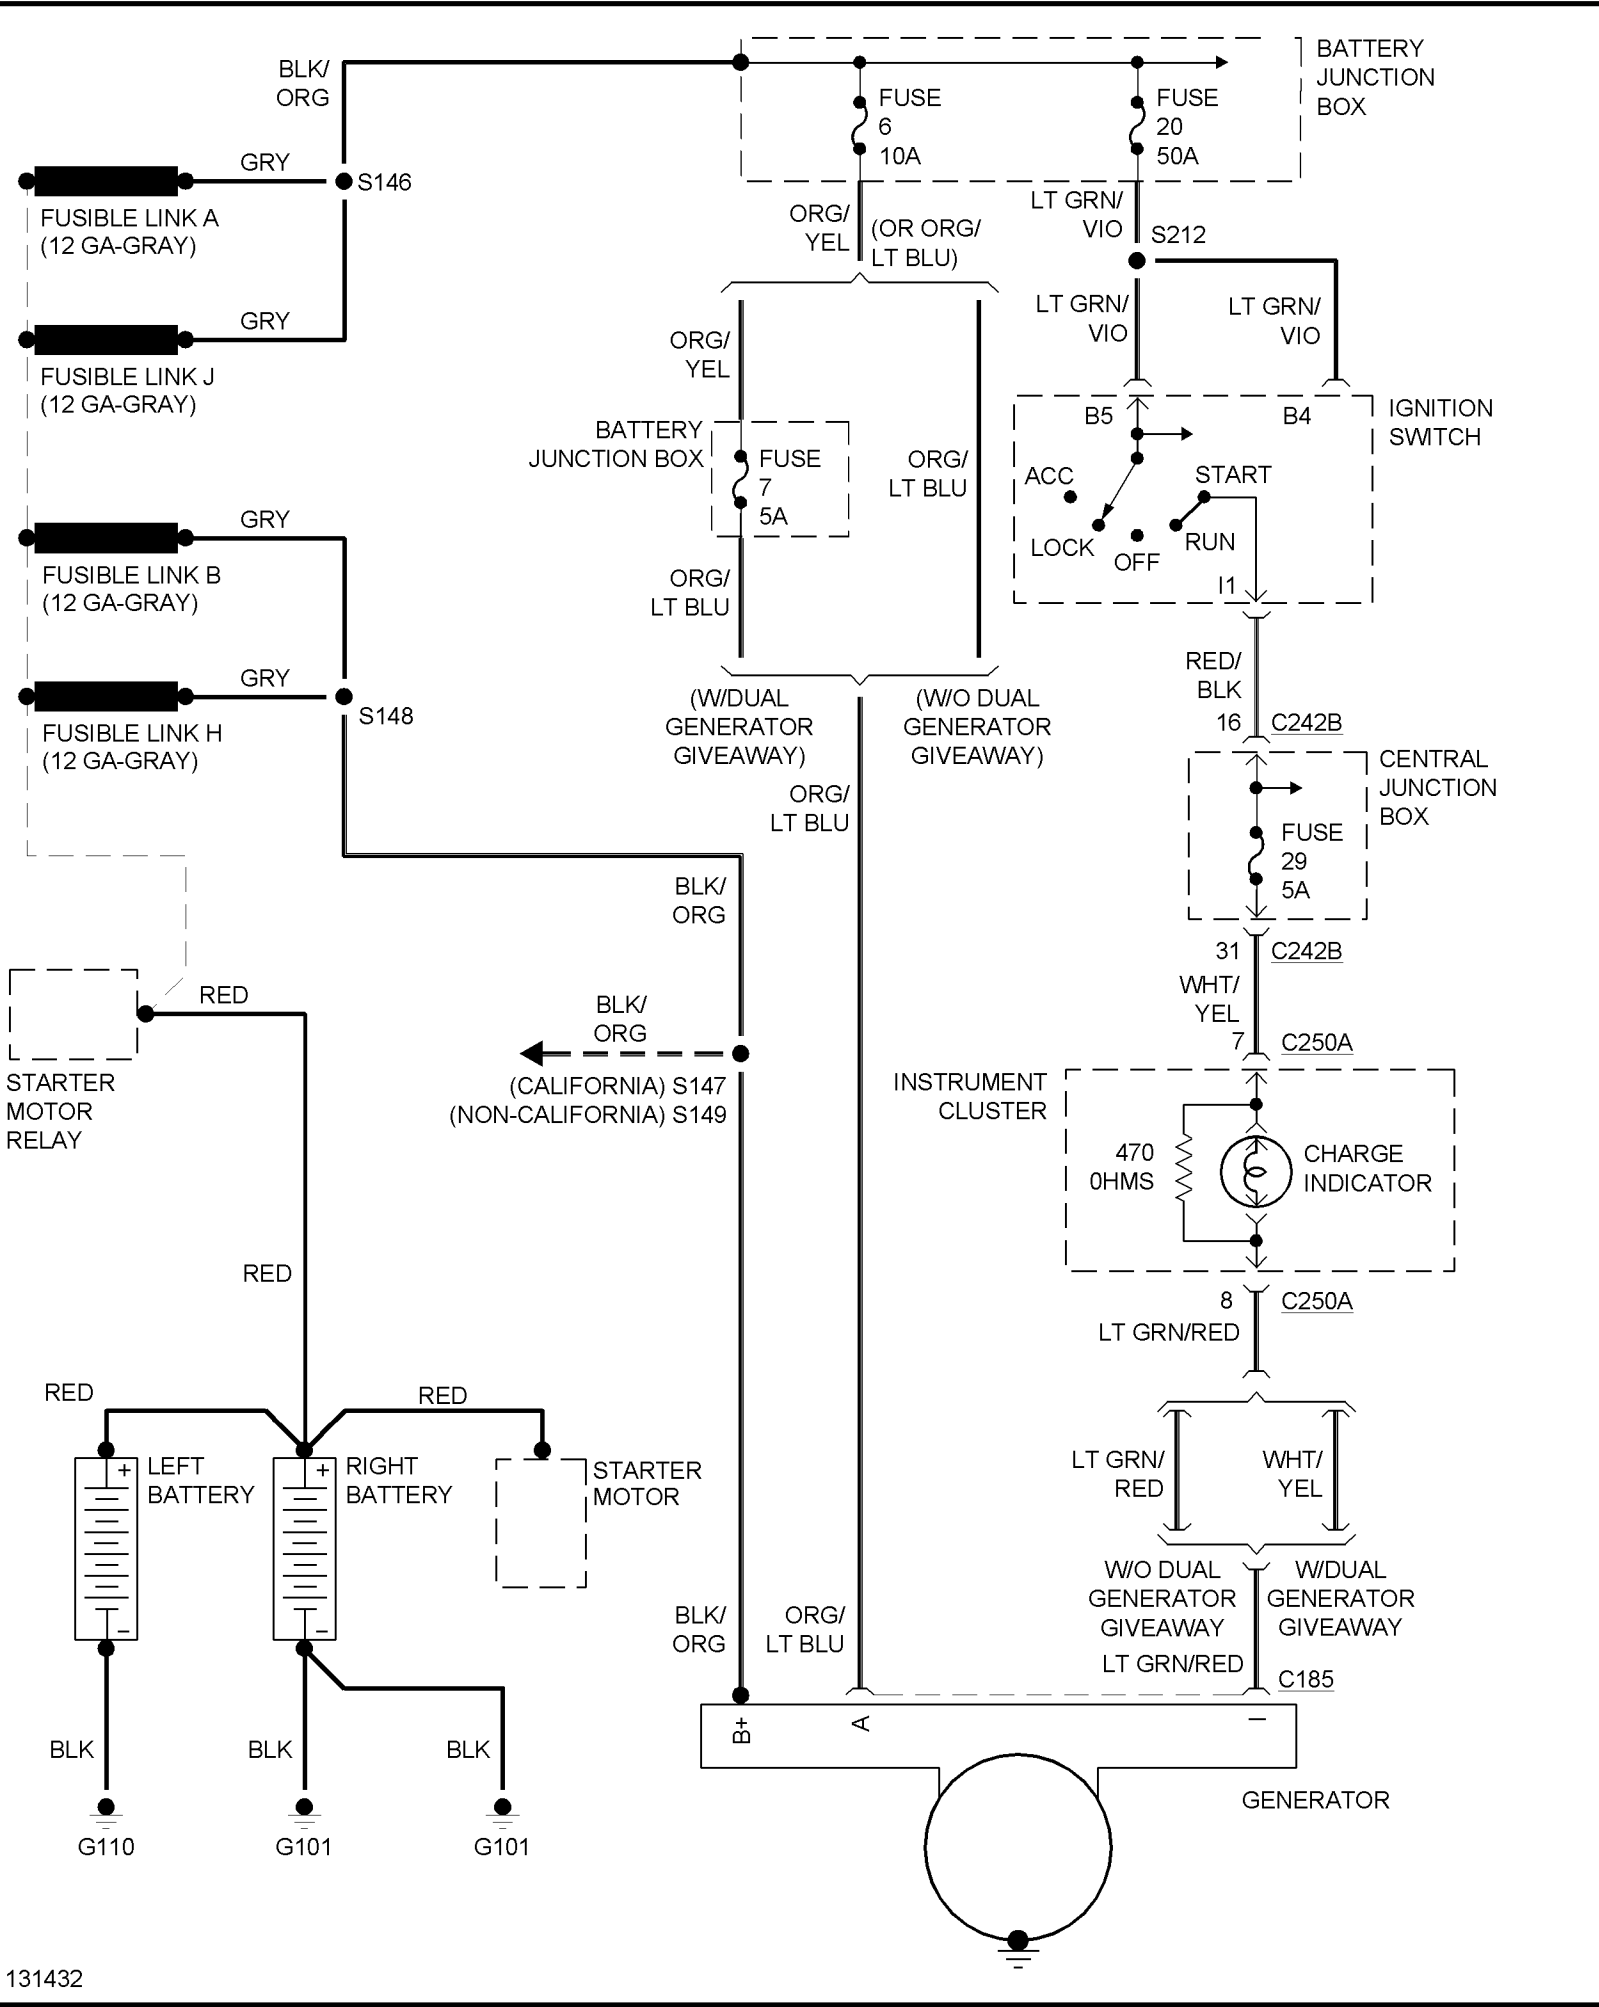 BLK/
ORG
GRY
S146
FUSIBLE LINK A
(12 GA-GRAY)
GRY
FUSIBLE LINK J
(12 GA-GRAY)
GRY
FUSIBLE LINK B
(12 GA-GRAY)
GRY
S148
FUSIBLE LINK H
(12 GA-GRAY)
BATTERY
JUNCTION
BOX
FUSE
6
10A
FUSE
20
50A
ORG/
YEL
(OR ORG/
LT BLU)
LT GRN/
VIO
S212
LT GRN/
VIO
LT GRN/
VIO
ORG/
YEL
BATTERY
JUNCTION BOX
FUSE
7
5A
ORG/
LT BLU
ORG/
LT BLU
(W/DUAL
GENERATOR
GIVEAWAY)
(W/O DUAL
GENERATOR
GIVEAWAY)
ORG/
LT BLU
IGNITION
SWITCH
B5
B4
ACC
START
LOCK
OFF
RUN
I1
RED/
BLK
16
C242B
CENTRAL
JUNCTION
BOX
FUSE
29
5A
31
C242B
WHT/
YEL
7
C250A
INSTRUMENT
CLUSTER
470
0HMS
CHARGE
INDICATOR
8
C250A
LT GRN/RED
LT GRN/
RED
WHT/
YEL
W/O DUAL
GENERATOR
GIVEAWAY
W/DUAL
GENERATOR
GIVEAWAY
LT GRN/RED
C185
BLK/
ORG
BLK/
ORG
(CALIFORNIA) S147
(NON-CALIFORNIA) S149
RED
STARTER
MOTOR
RELAY
RED
RED
RED
+
LEFT
BATTERY
+
RIGHT
BATTERY
STARTER
MOTOR
−
−
BLK/
ORG
ORG/
LT BLU
B+
A
I
GENERATOR
BLK
BLK
BLK
G110
G101
G101
131432